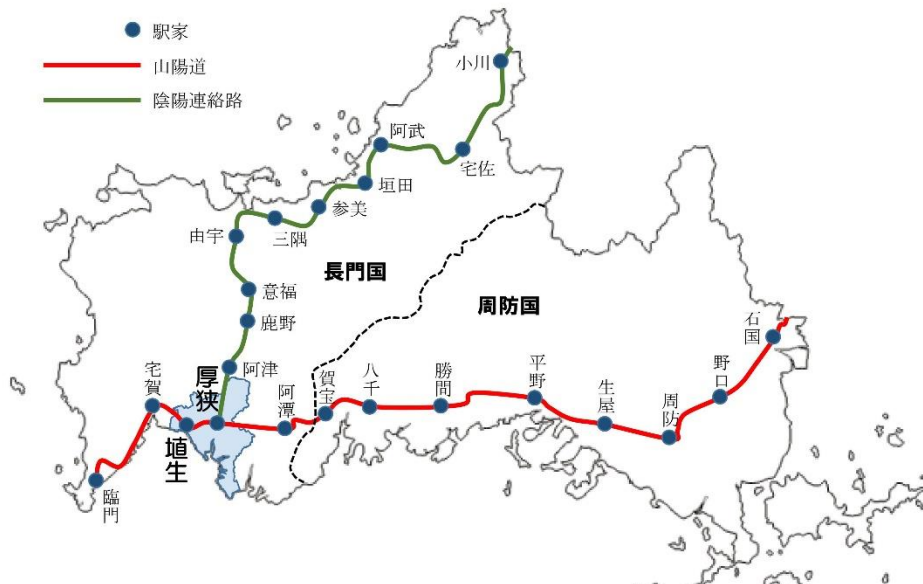 駅家
山陽道
陰陽連絡路
小川
阿武
宅佐
垣田
参美
三隅
由宇
長門国
意福
周防国
鹿野
石国
阿津
宅賀
厚狭
賀宝
八千
勝間
平野
野口
阿潭
生屋
周防
埴生
臨門